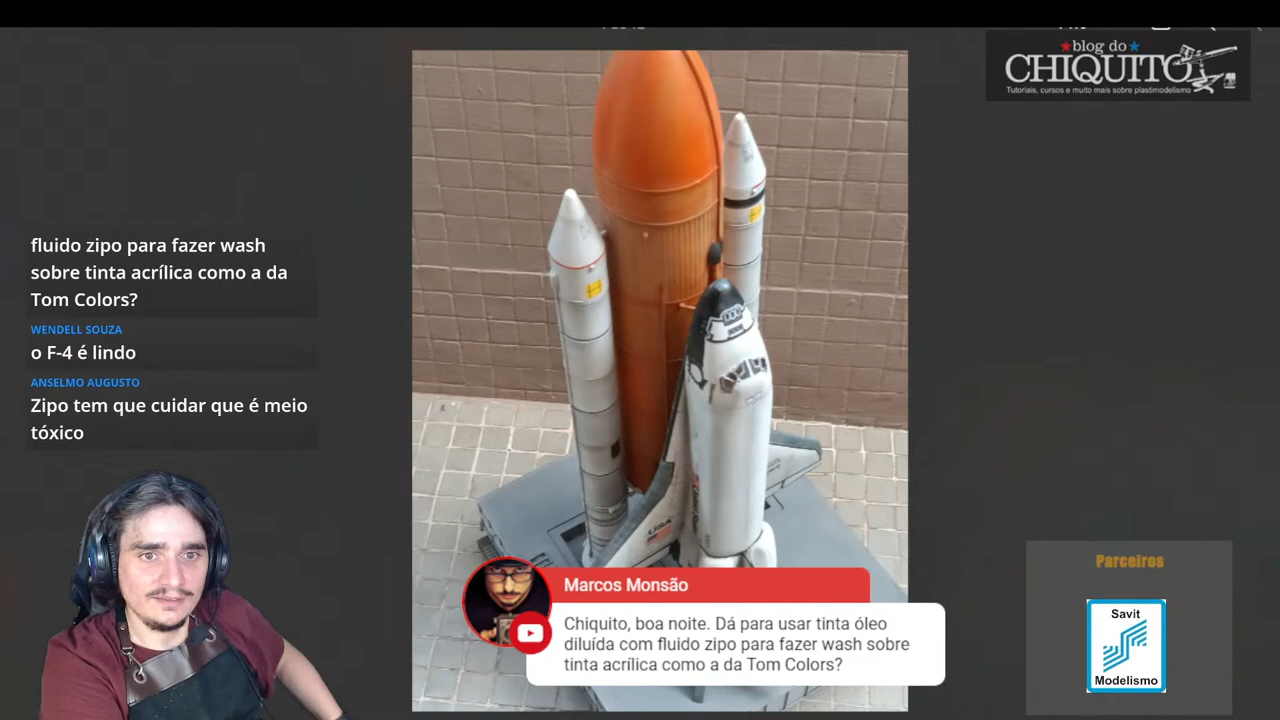 blog do
CHIQUITO
Tutoriais, cursos e muito mais sobre plastimodelismo
fluido zipo para fazer wash
sobre tinta acrílica como a da
Tom Colors?
WENDELL SOUZA
o F-4 é lindo
ANSELMO AUGUSTO
Zipo tem que cuidar que é meio
tóxico
USA
Marcos Monsão
Chiquito, boa noite. Dá para usar tinta óleo
diluída com fluido zipo para fazer wash sobre
tinta acrílica como a da Tom Colors?
Parceiros
Savit
Modelismo